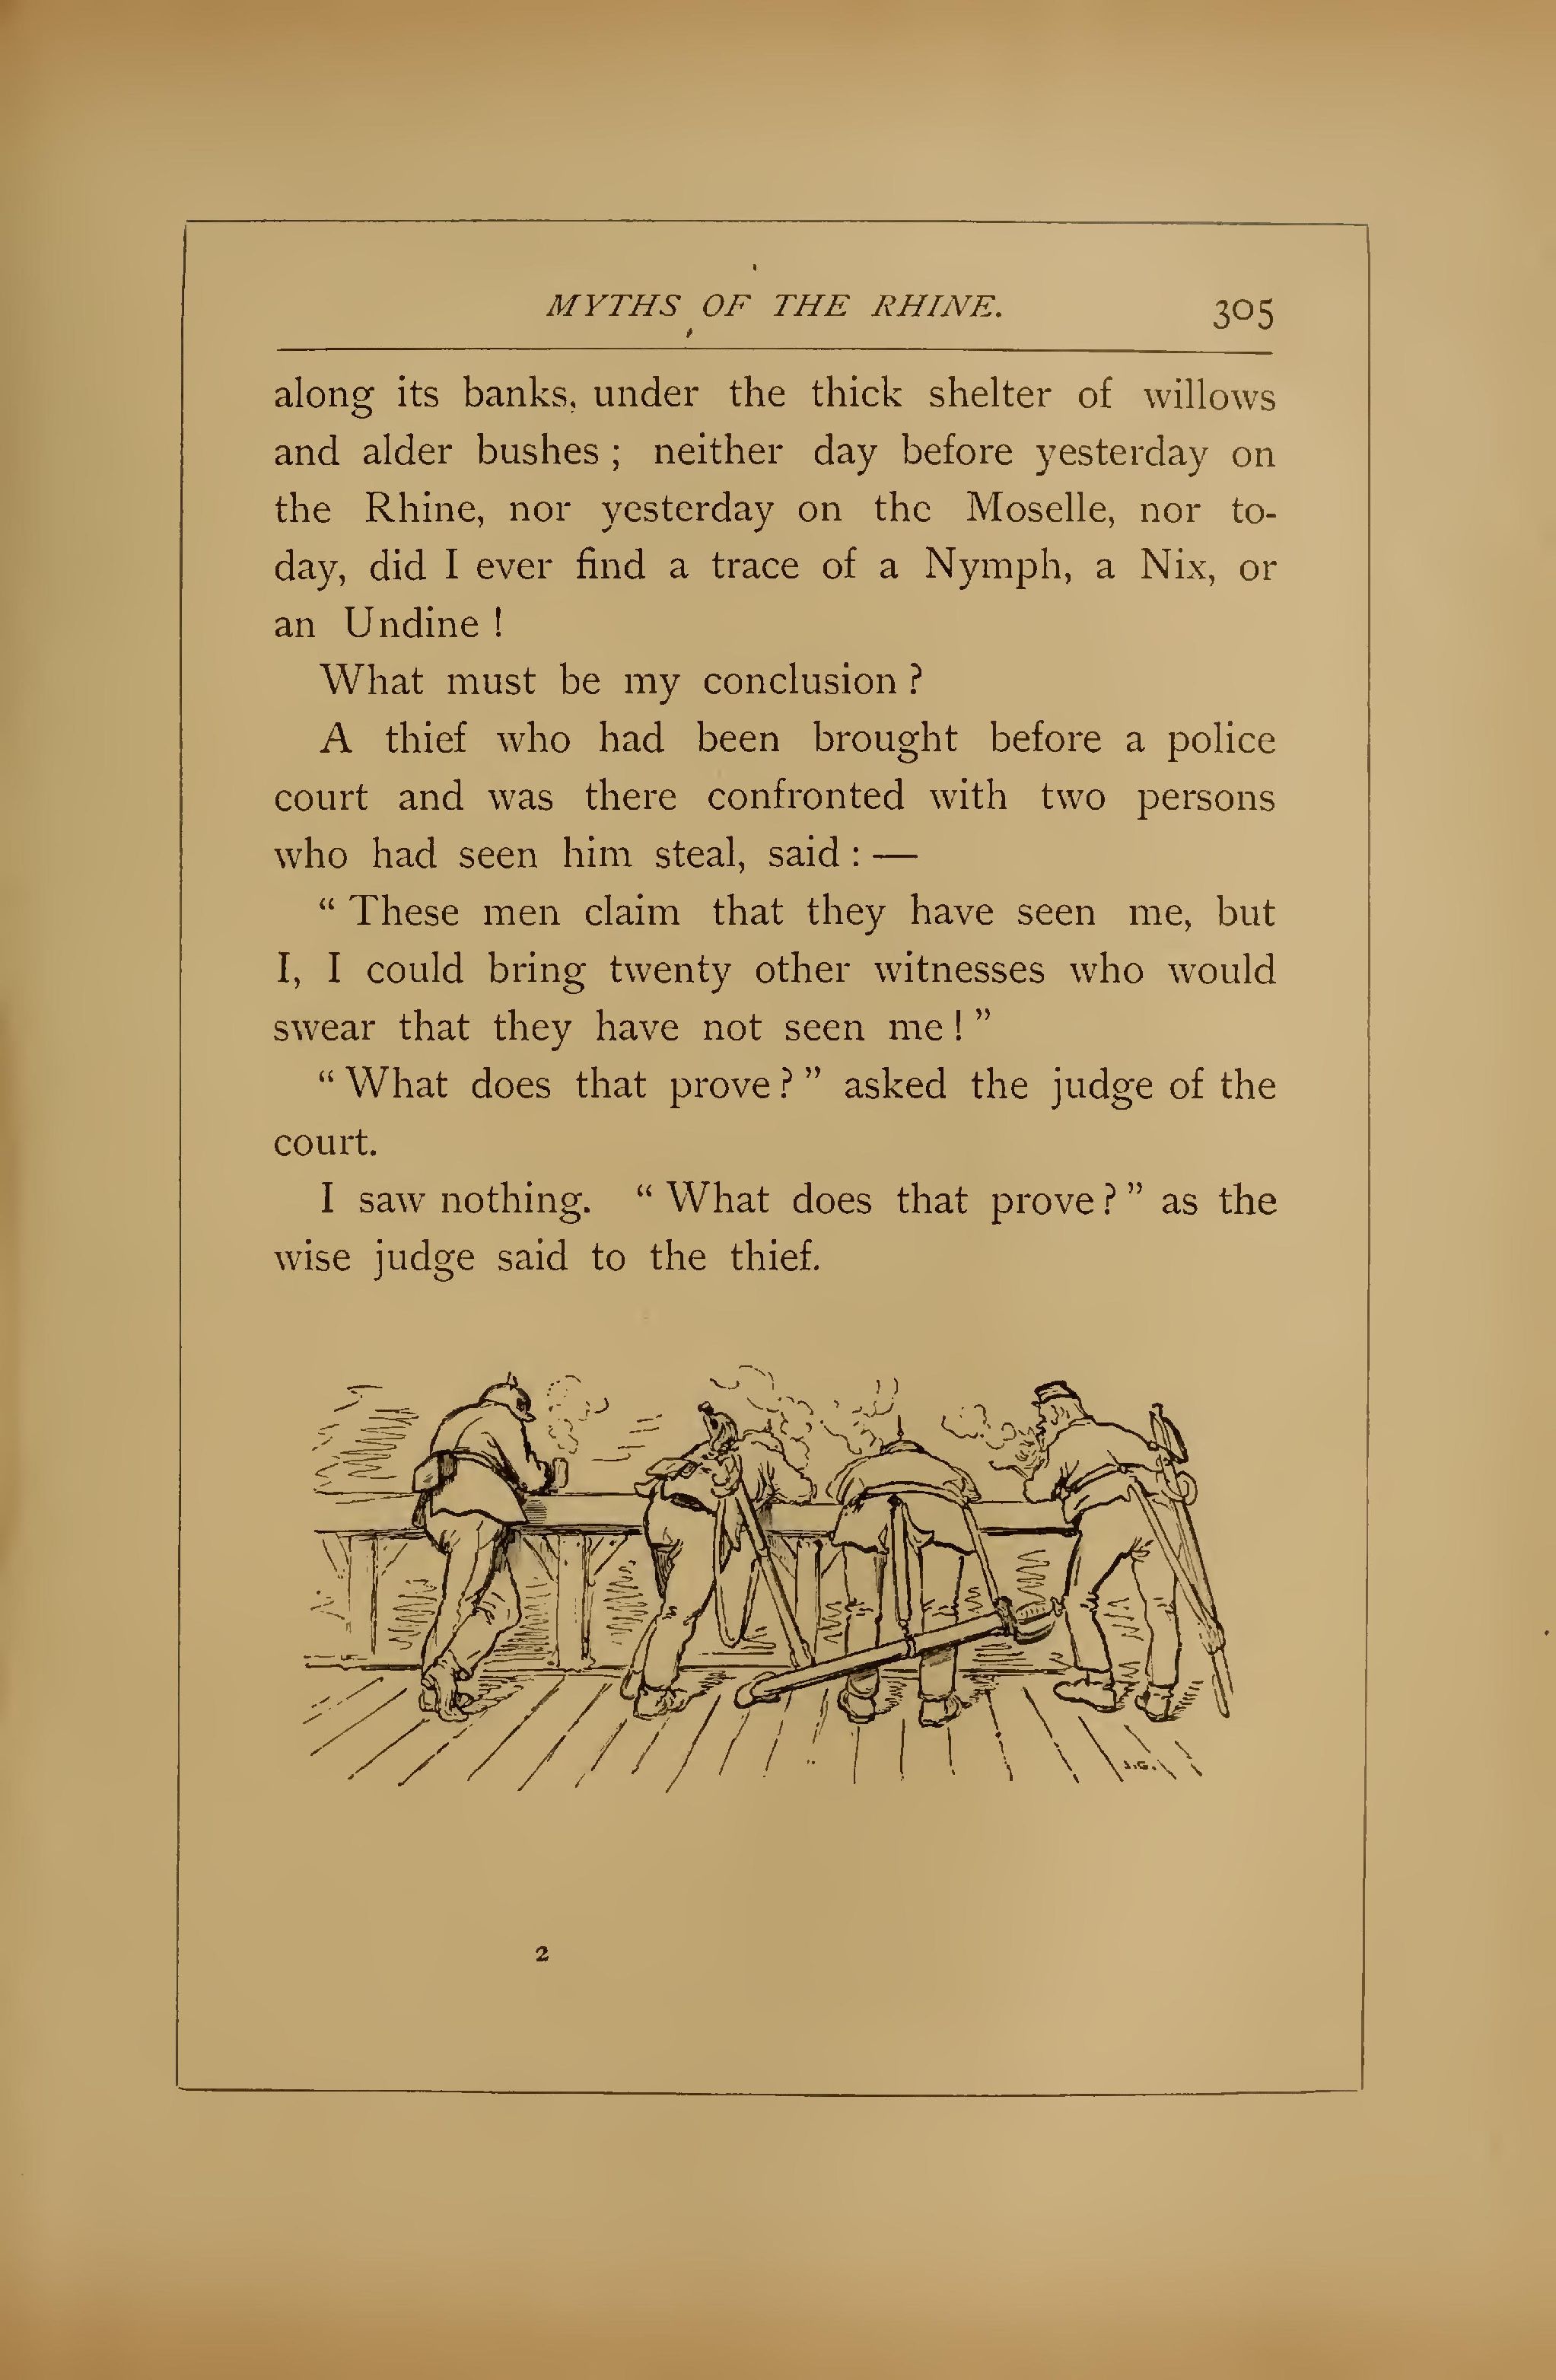 MYTHS OF THE RHINE.
305
along its banks, under the thick shelter of willows
and alder bushes ; neither day before yesterday on
the Rhine, nor yesterday on the Moselle, nor to-
day, did I ever find a trace of a Nymph, a Nix, or
an Undine !
What must be my conclusion ?
A thief who had been brought before a police
court and was there confronted with two persons
who had seen him steal, said : —
“ These men claim that they have seen me, but
I, I could bring twenty other witnesses who would
swear that they have not seen me ! ”
“ What does that prove ? ” asked the judge of the
court.
I saw nothing. “ What does that prove ? ” as the
wise judge said to the thief.
J.G.
2